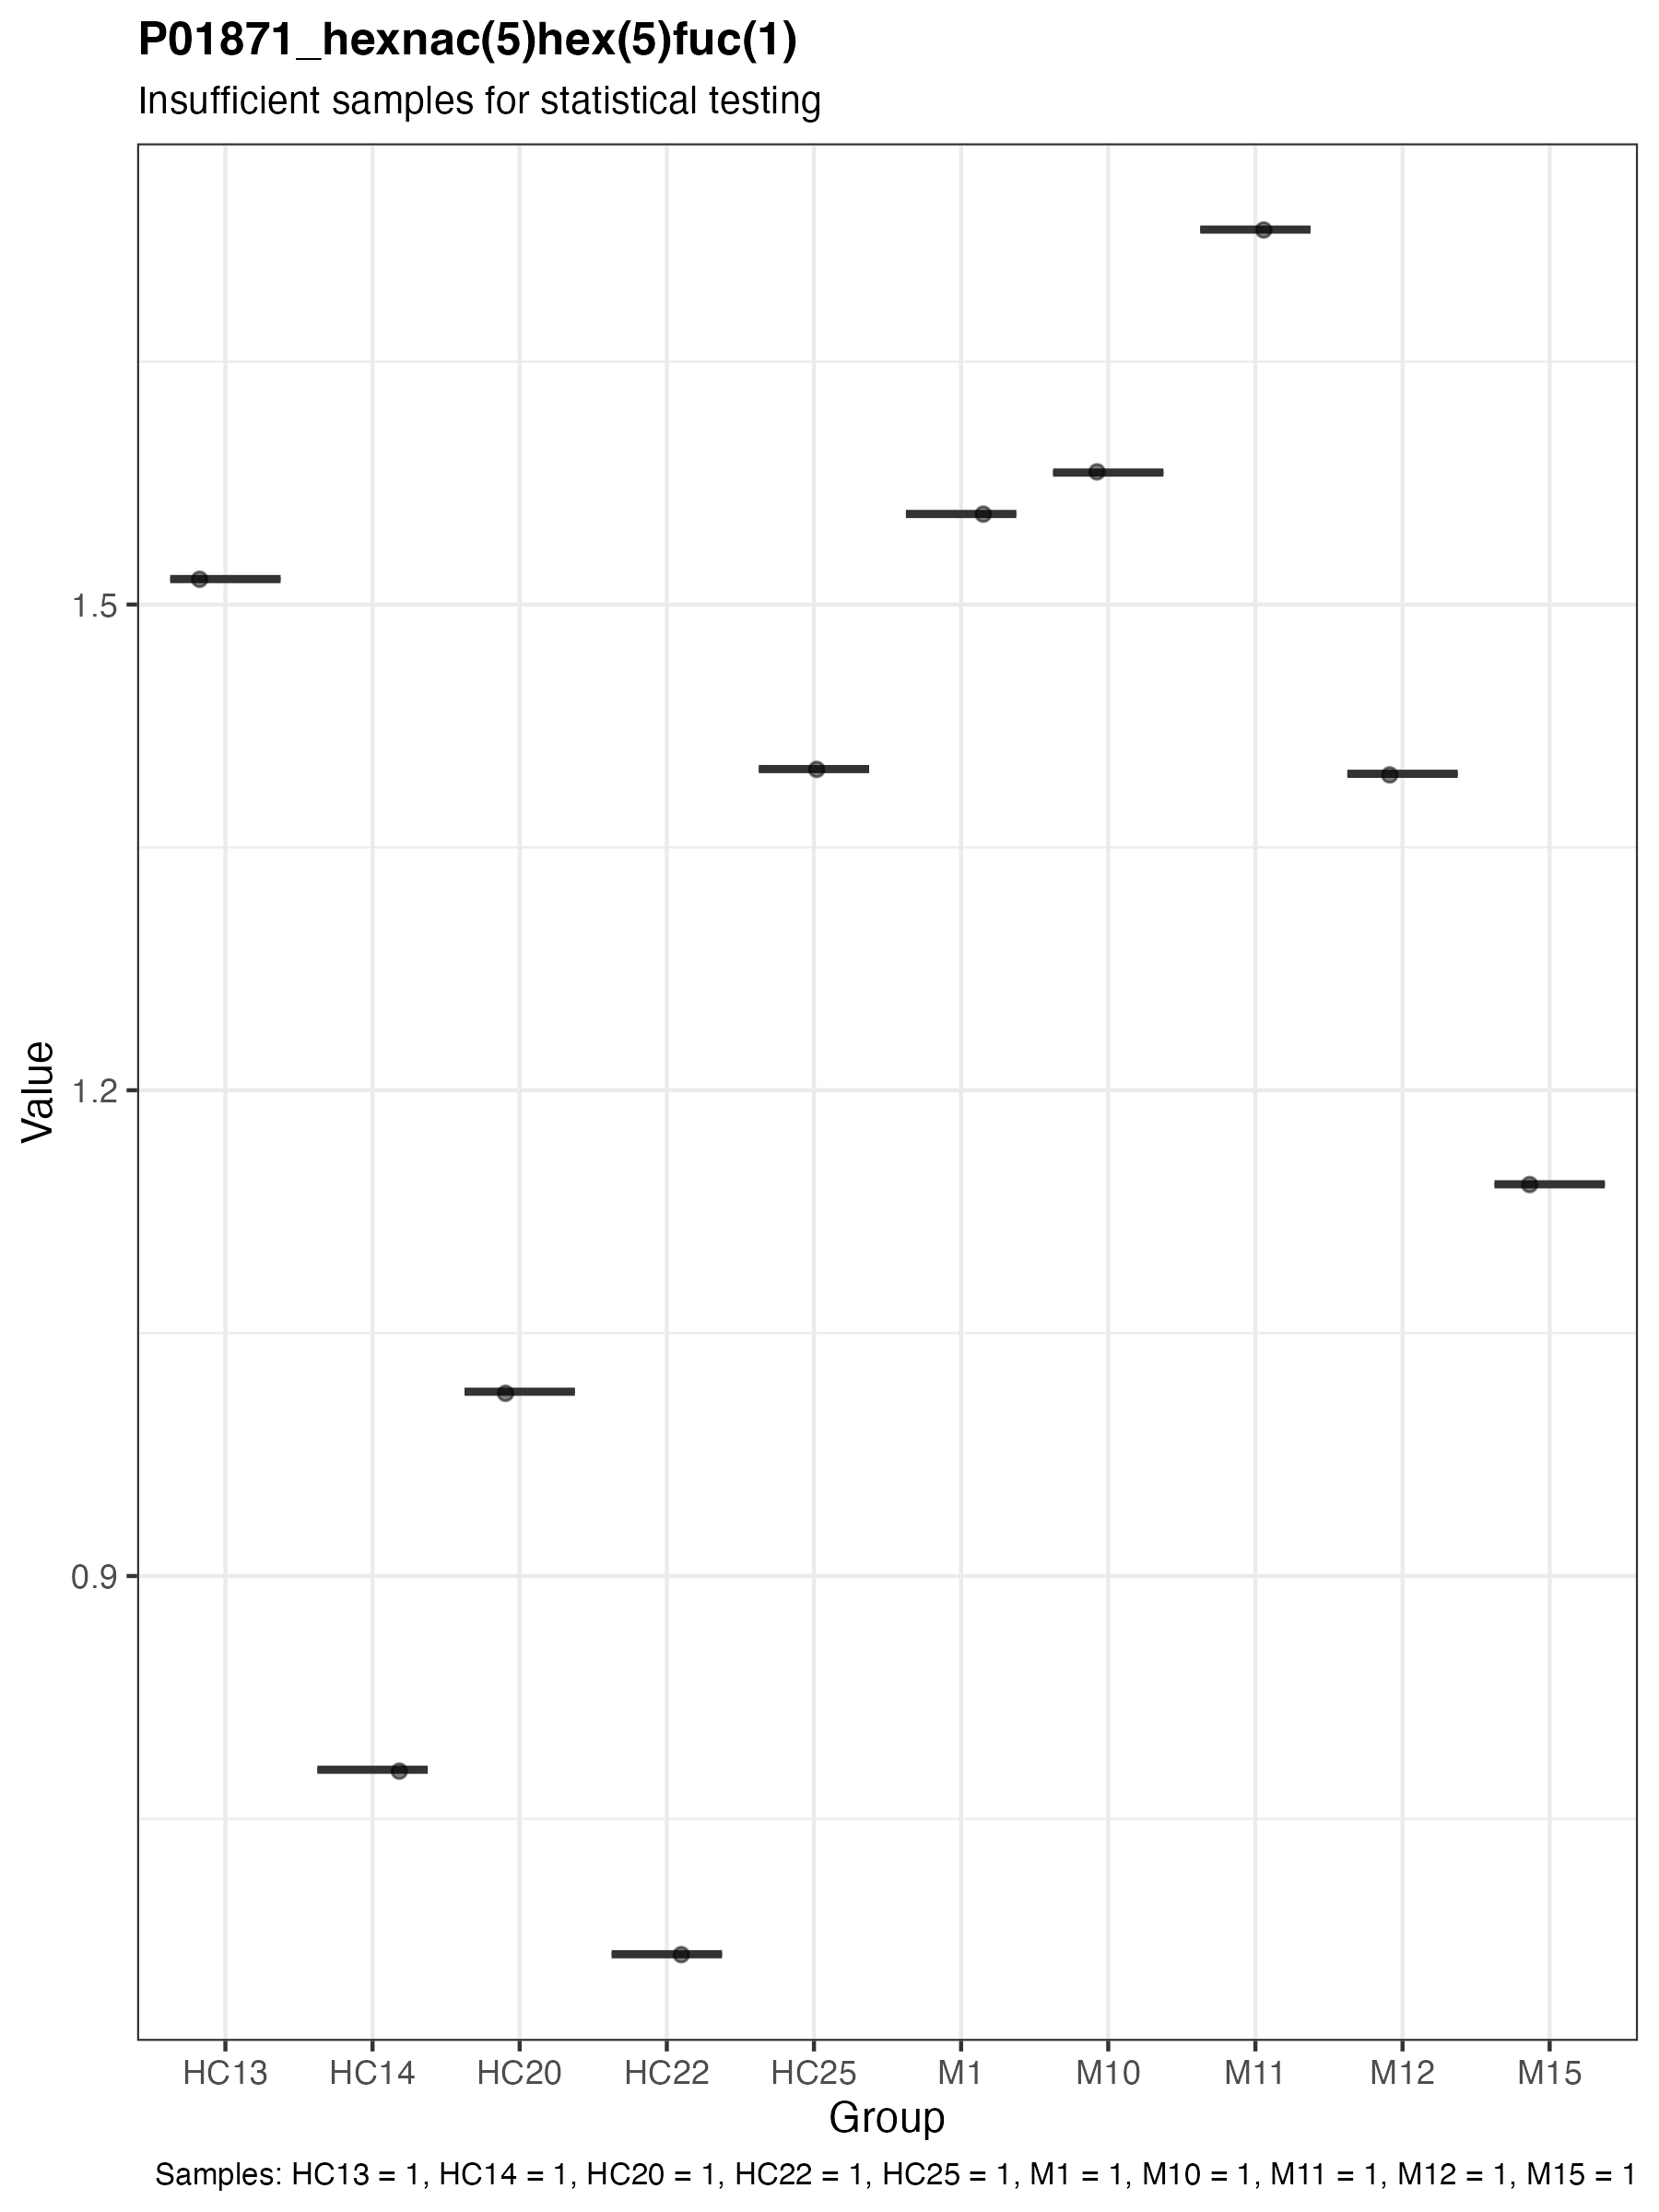 P01871_hexnac(5)hex(5)fuc(1)
Insufficient samples for statistical testing
Value
1.5
1.2
0.9
HC13 HC14 HC20 HC22 HC25 M1 M10 M11 M12 M15
Group
Samples: HC13 = 1, HC14 = 1, HC20 = 1, HC22 = 1, HC25 = 1, M1 = 1, M10 = 1, M11 = 1, M12 = 1, M15 = 1